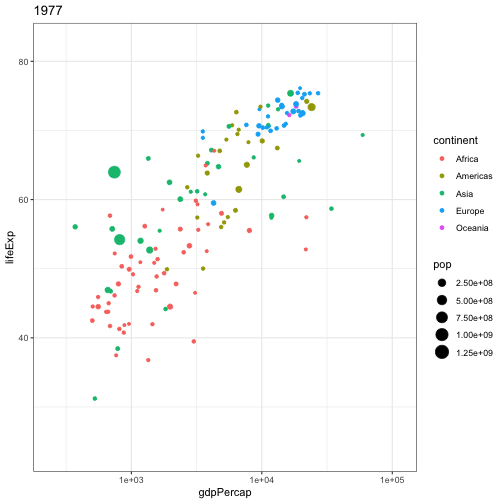 1977
80
60
40
lifeExp
1e+03
1e+04
1e+05
gdpPercap
continent
Africa
Americas
Asia
Europe
Oceania
pop
2.50e+08
5.00e+08
7.50e+08
1.00e+09
1.25e+09